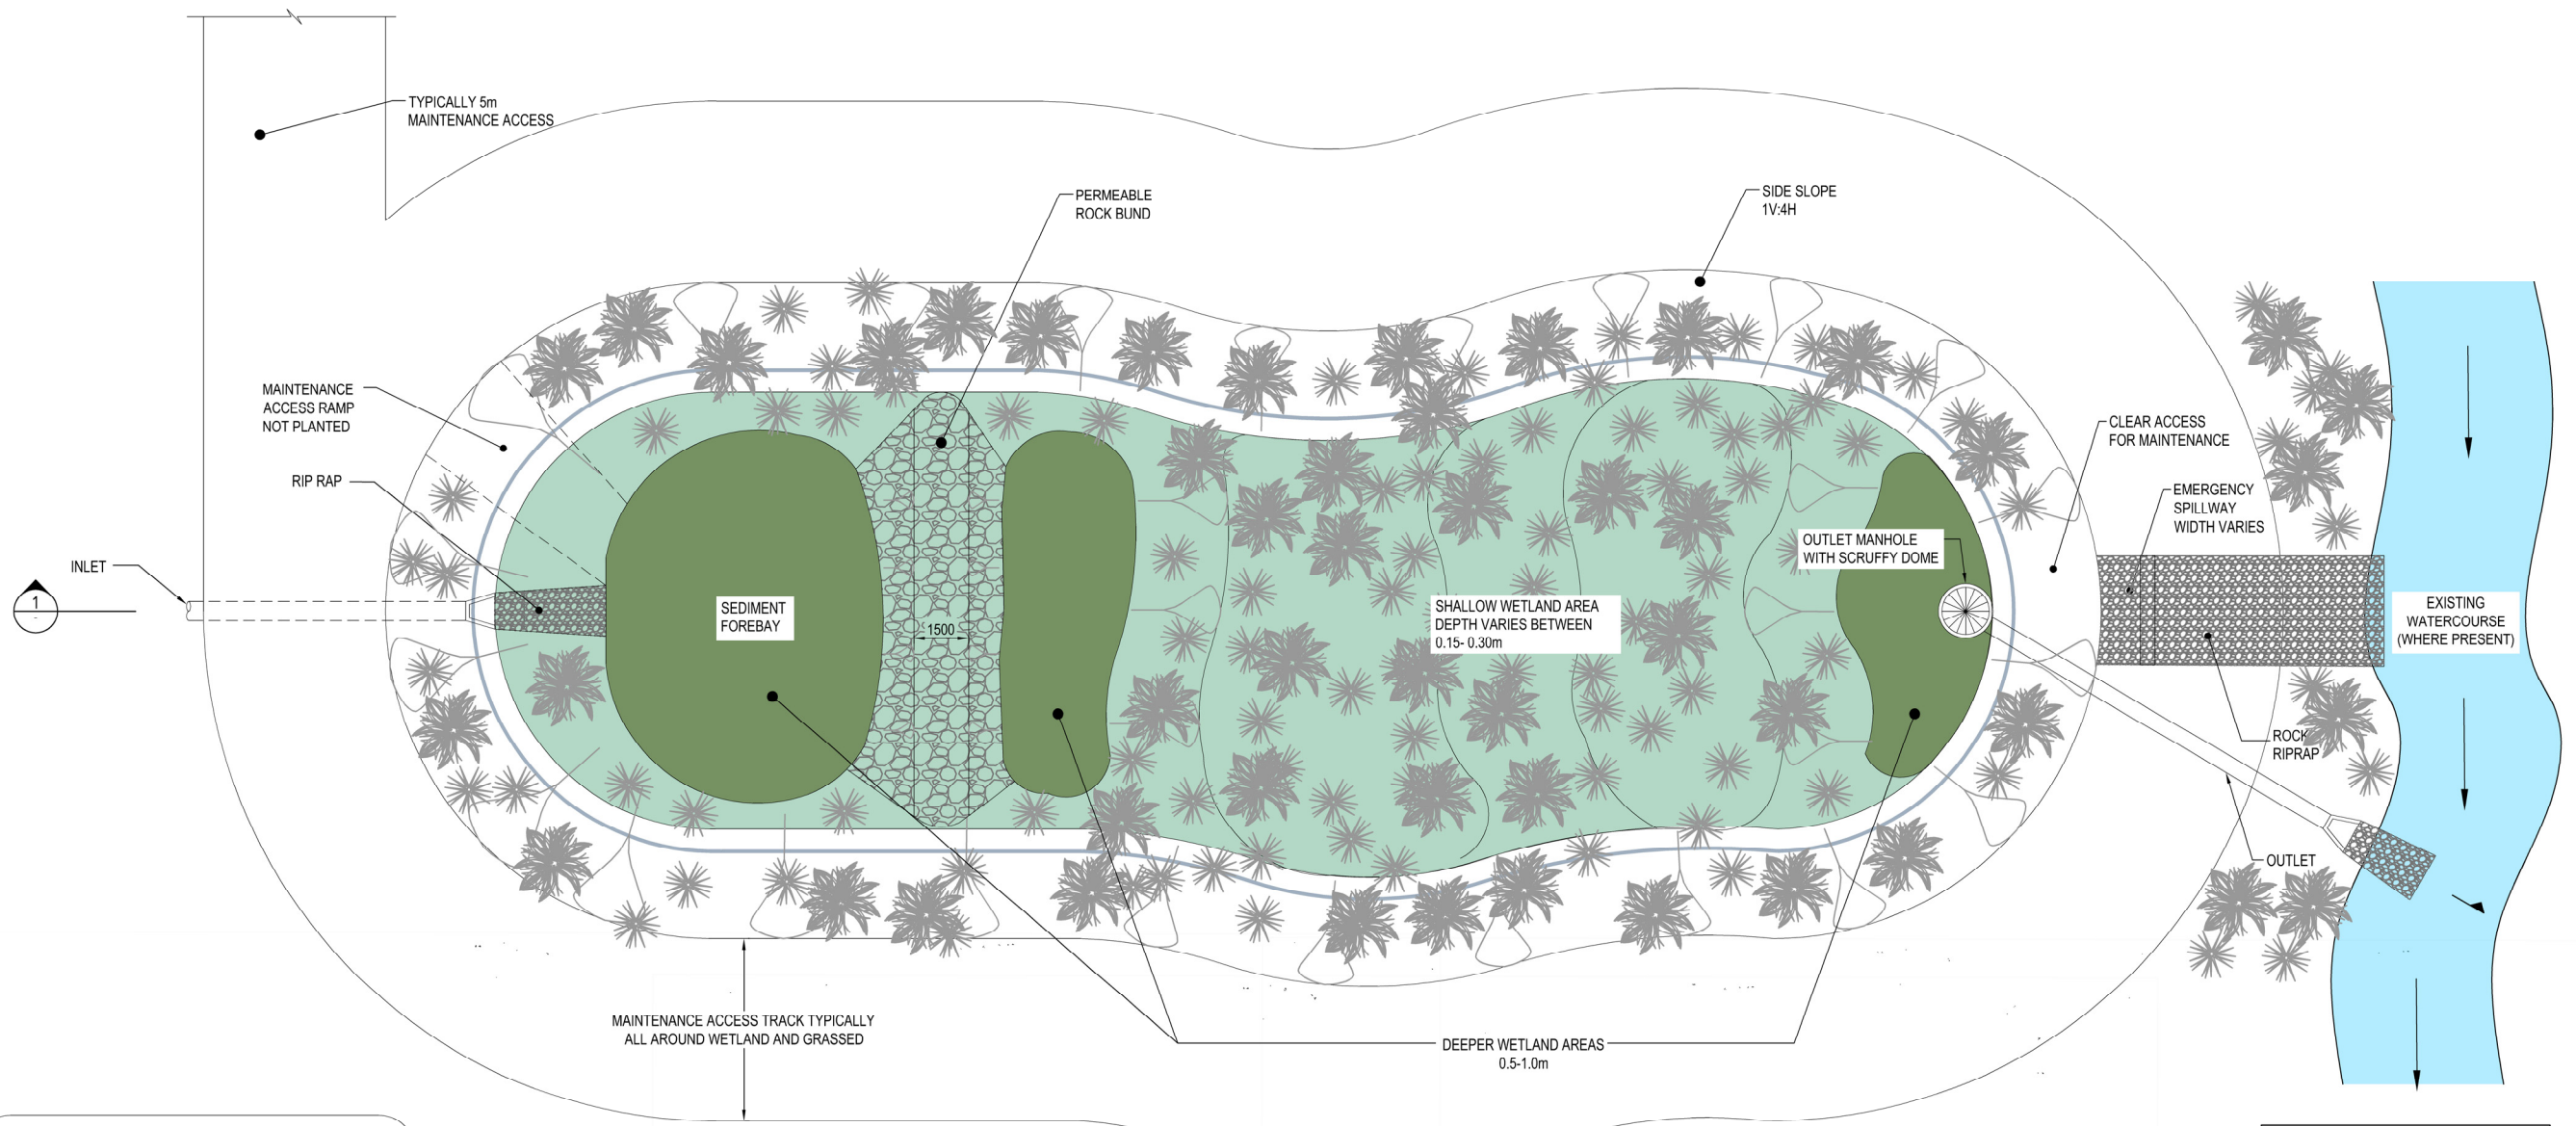 TYPICALLY 5m
MAINTENANCE ACCESS
PERMEABLE
ROCK BUND
SIDE SLOPE
1V:4H
MAINTENANCE
ACCESS RAMP
NOT PLANTED
RIP RAP
INLET
1
-
SEDIMENT
FOREBAY
1500
SHALLOW WETLAND AREA
DEPTH VARIES BETWEEN
0.15- 0.30m
OUTLET MANHOLE
WITH SCRUFFY DOME
CLEAR ACCESS
FOR MAINTENANCE
EMERGENCY
SPILLWAY
WIDTH VARIES
EXISTING
WATERCOURSE
(WHERE PRESENT)
ROCK
RIPRAP
OUTLET
MAINTENANCE ACCESS TRACK TYPICALLY
ALL AROUND WETLAND AND GRASSED
DEEPER WETLAND AREAS
0.5-1.0m